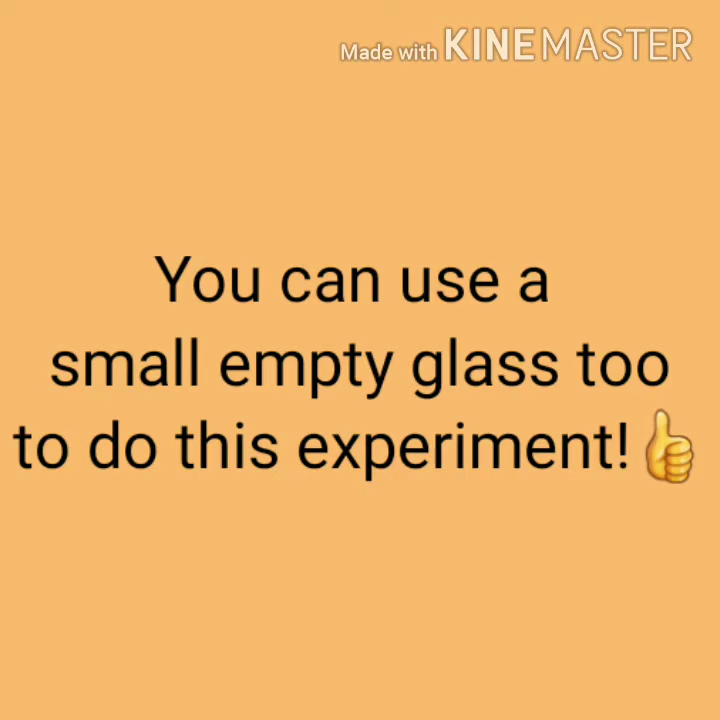 Made with KINEMASTER
You can use a
small empty glass too
to do this experiment!👍